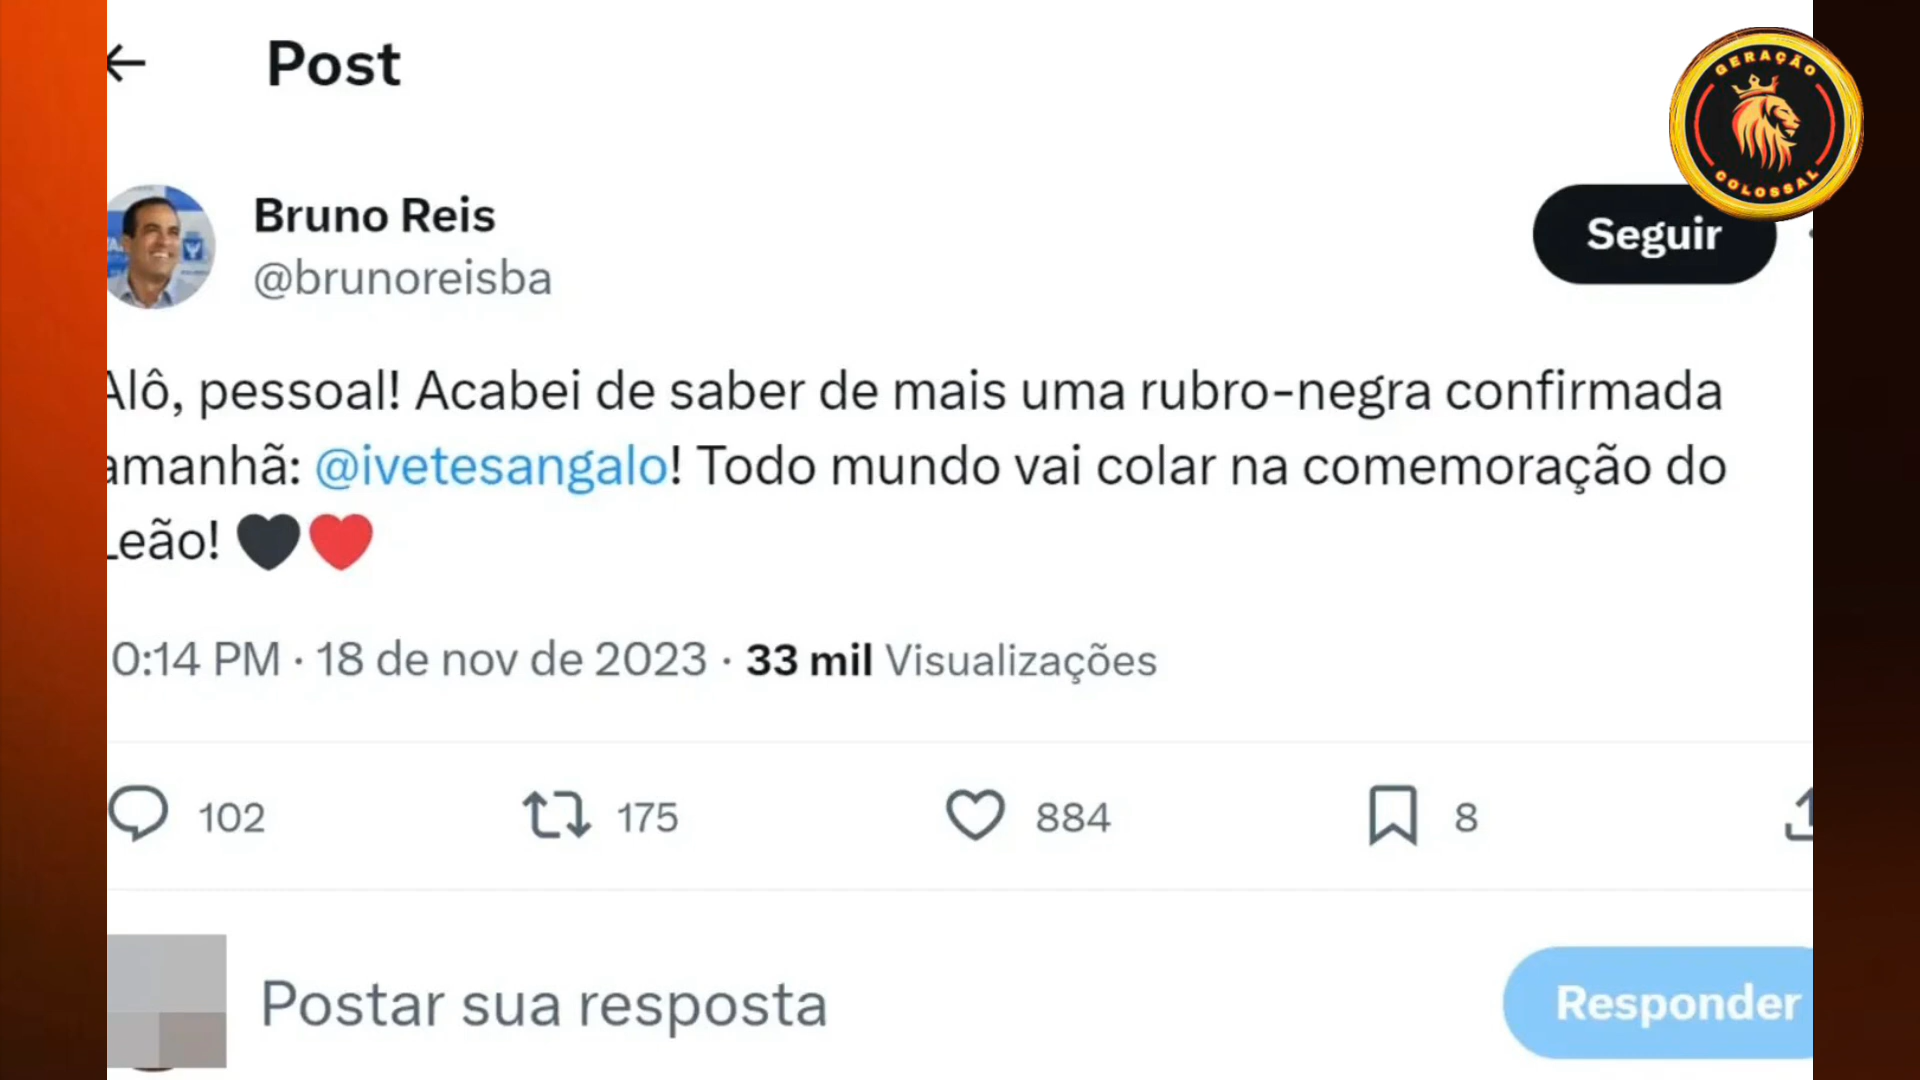 Post
GERAÇÃO
COLOSSAL
Bruno Reis
@brunoreisba
Seguir
Alô, pessoal! Acabei de saber de mais uma rubro-negra confirmada
amanhã: @ivetesangalo! Todo mundo vai colar na comemoração do
Leão! 🖤❤️
0:14 PM · 18 de nov de 2023 · 33 mil Visualizações
102 175 884 8
Postar sua resposta
Responder